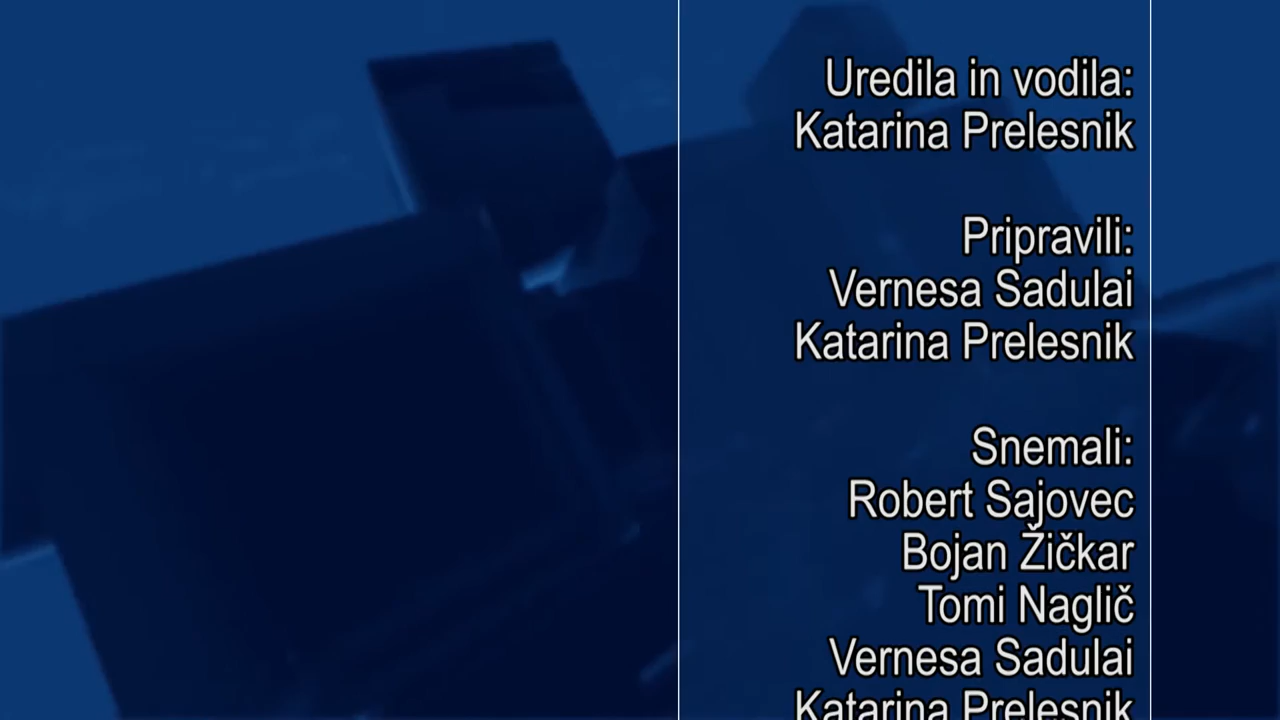 Uredila in vodila:
Katarina Prelesnik
Pripravili:
Vernesa Sadulai
Katarina Prelesnik
Snemali:
Robert Sajovec
Bojan Žičkar
Tomi Naglič
Vernesa Sadulai
Katarina Prelesnik